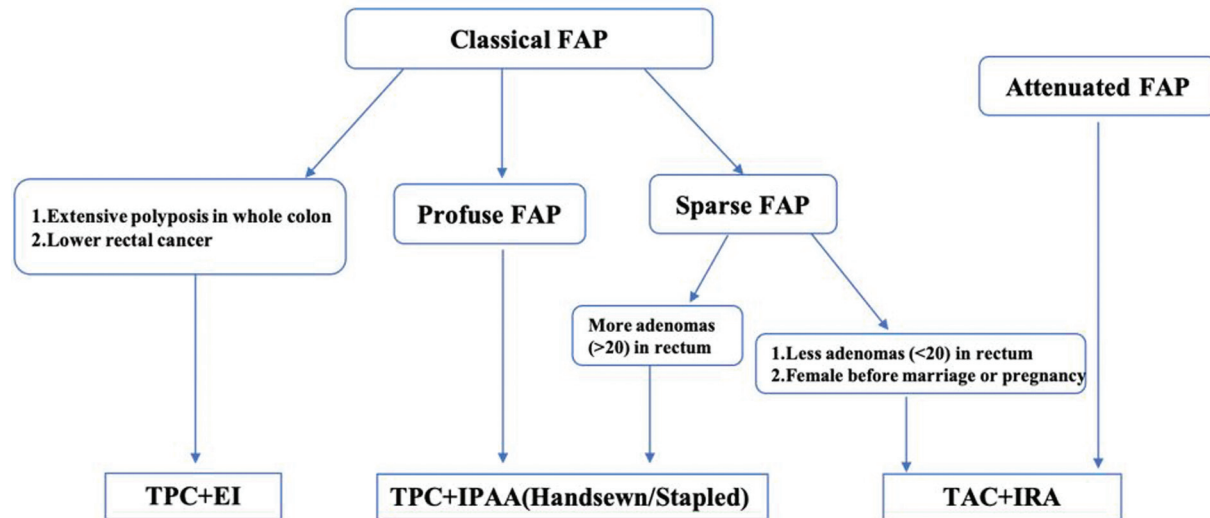 Classical FAP
Attenuated FAP
1.Extensive polyposis in whole colon
2.Lower rectal cancer
Profuse FAP
Sparse FAP
More adenomas
(>20) in rectum
1.Less adenomas (<20) in rectum
2.Female before marriage or pregnancy
TPC+EI
TPC+IPAA(Handsewn/Stapled)
TAC+IRA